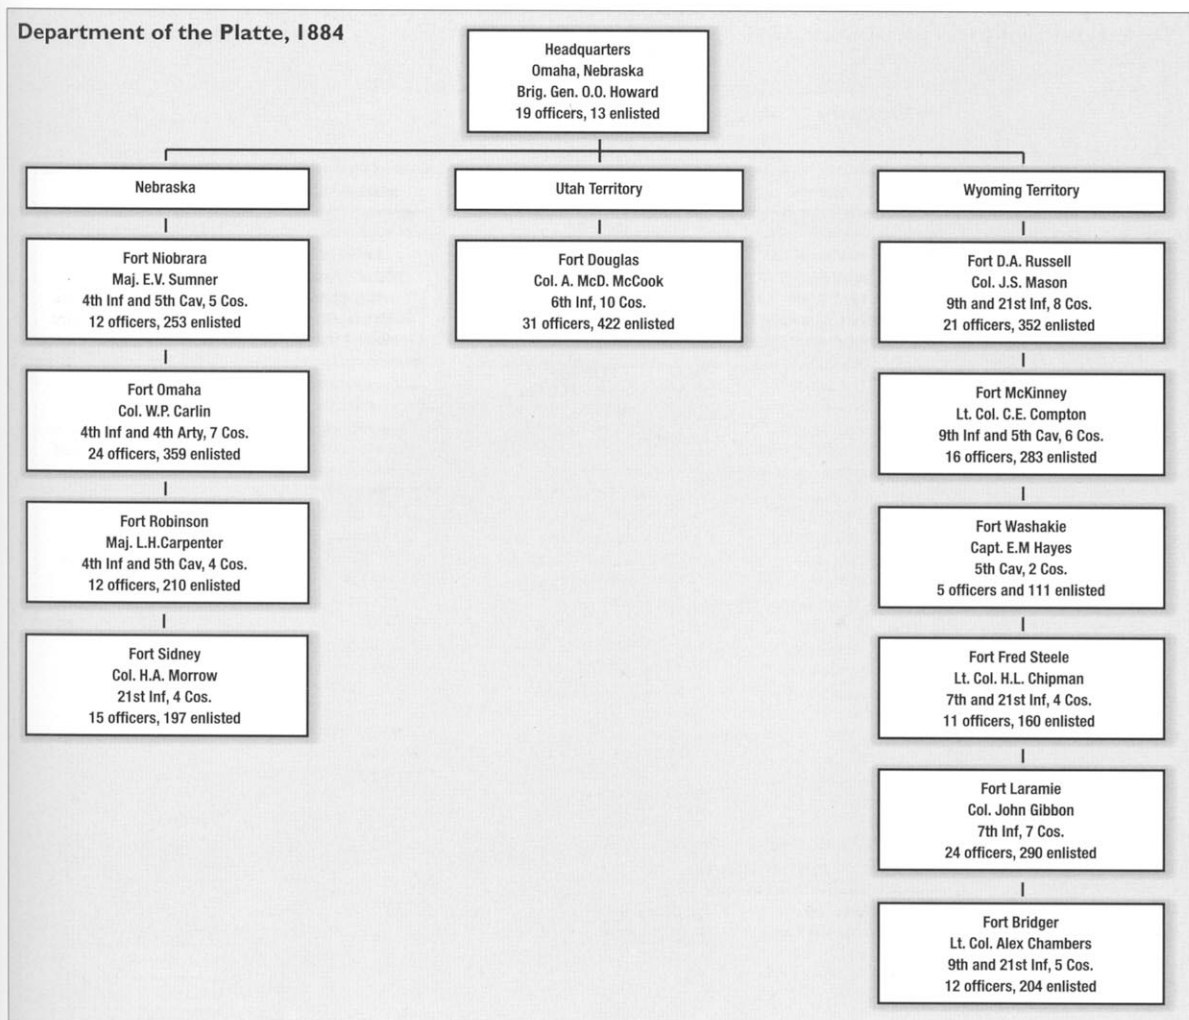 Department of the Platte, 1884
Headquarters
Omaha, Nebraska
Brig. Gen. O.O. Howard
19 officers, 13 enlisted
Nebraska
Fort Niobrara
Maj. E.V. Sumner
4th Inf and 5th Cav, 5 Cos.
12 officers, 253 enlisted
Fort Omaha
Col. W.P. Carlin
4th Inf and 4th Arty, 7 Cos.
24 officers, 359 enlisted
Fort Robinson
Maj. L.H.Carpenter
4th Inf and 5th Cav, 4 Cos.
12 officers, 210 enlisted
Fort Sidney
Col. H.A. Morrow
21st Inf, 4 Cos.
15 officers, 197 enlisted
Utah Territory
Fort Douglas
Col. A. McD. McCook
6th Inf, 10 Cos.
31 officers, 422 enlisted
Wyoming Territory
Fort D.A. Russell
Col. J.S. Mason
9th and 21st Inf, 8 Cos.
21 officers, 352 enlisted
Fort McKinney
Lt. Col. C.E. Compton
9th Inf and 5th Cav, 6 Cos.
16 officers, 283 enlisted
Fort Washakie
Capt. E.M Hayes
5th Cav, 2 Cos.
5 officers and 111 enlisted
Fort Fred Steele
Lt. Col. H.L. Chipman
7th and 21st Inf, 4 Cos.
11 officers, 160 enlisted
Fort Laramie
Col. John Gibbon
7th Inf, 7 Cos.
24 officers, 290 enlisted
Fort Bridger
Lt. Col. Alex Chambers
9th and 21st Inf, 5 Cos.
12 officers, 204 enlisted